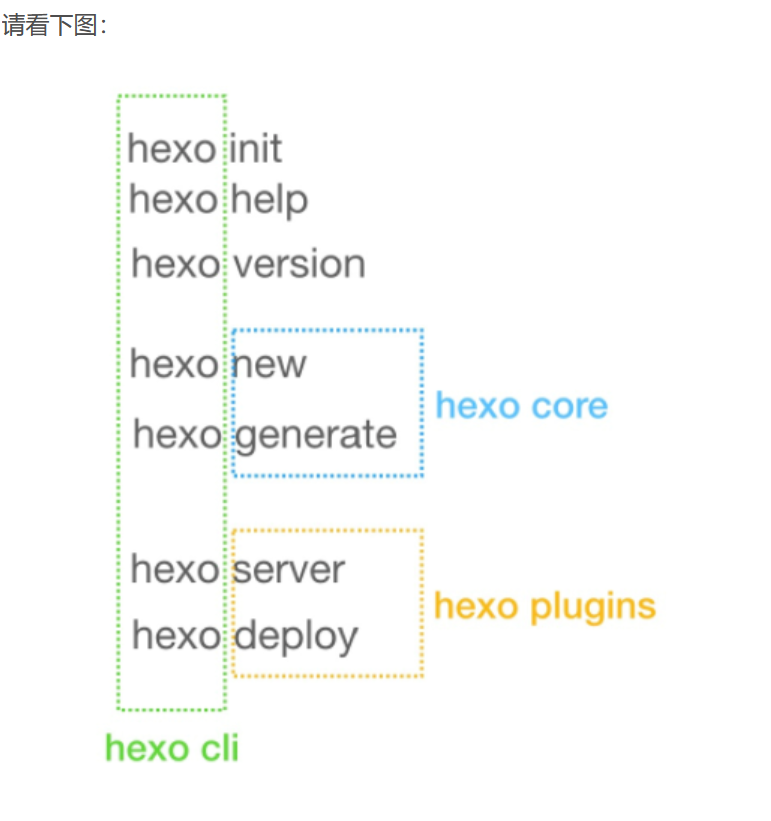 请看下图：
hexo init
hexo help
hexo version
hexo new
hexo core
hexo generate
hexo server
hexo plugins
hexo deploy
hexo cli